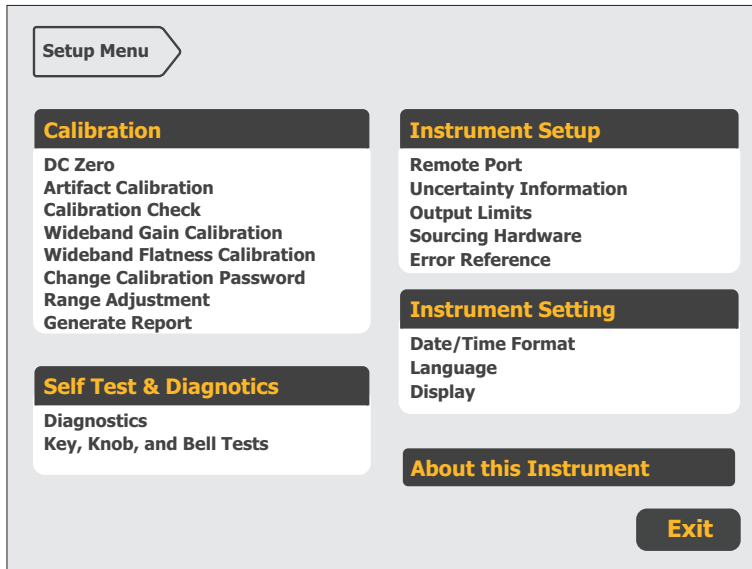 Setup Menu
Calibration
DC Zero
Artifact Calibration
Calibration Check
Wideband Gain Calibration
Wideband Flatness Calibration
Change Calibration Password
Range Adjustment
Generate Report
Self Test & Diagnotics
Diagnostics
Key, Knob, and Bell Tests
Instrument Setup
Remote Port
Uncertainty Information
Output Limits
Sourcing Hardware
Error Reference
Instrument Setting
Date/Time Format
Language
Display
About this Instrument
Exit